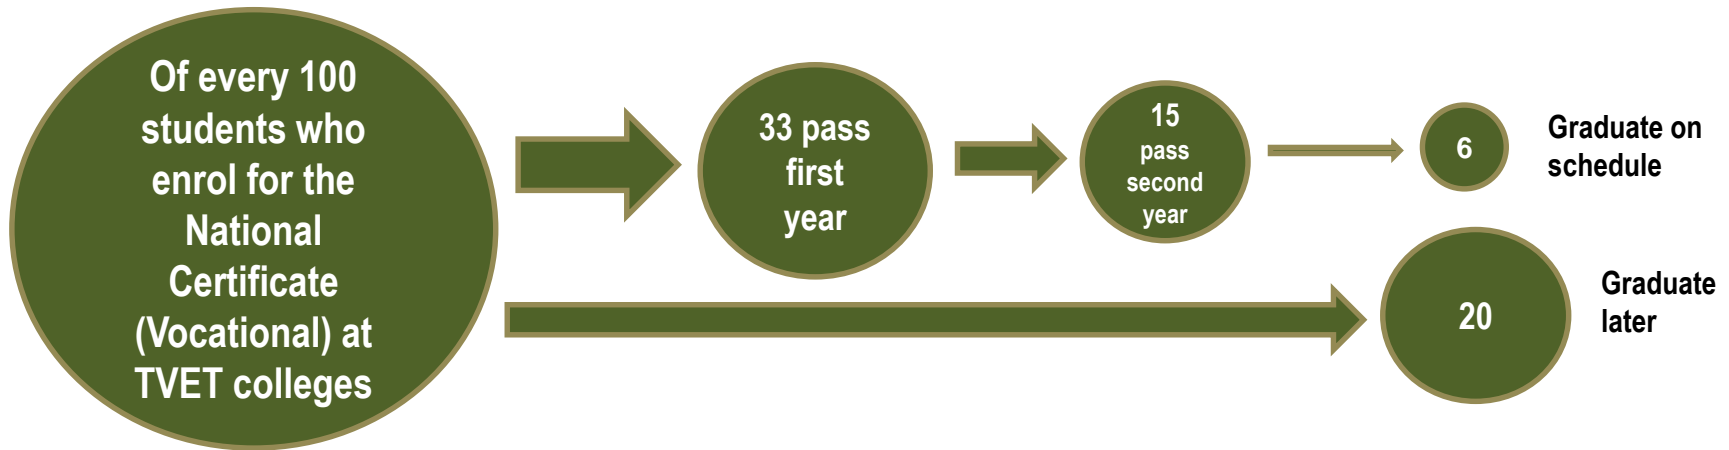 Of every 100
students who
enrol for the
National
Certificate
(Vocational) at
TVET colleges
33 pass
first
year
15
pass
second
year
6
Graduate on
schedule
20
Graduate
later